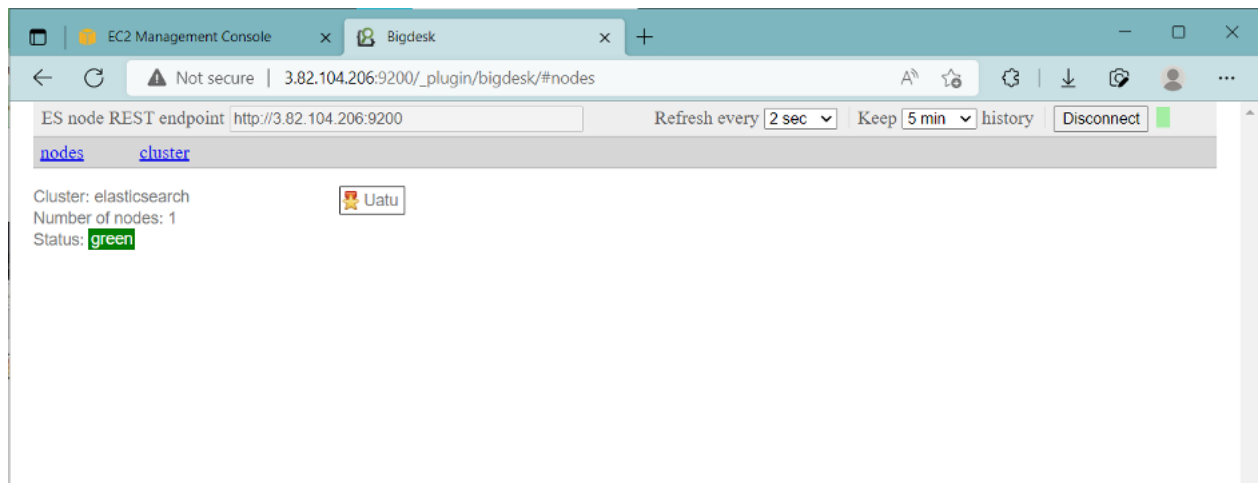 EC2 Management Console
Bigdesk
Not secure | 3.82.104.206:9200/_plugin/bigdesk/#nodes
ES node REST endpoint http://3.82.104.206:9200 Refresh every 2 sec Keep 5 min history Disconnect
nodes cluster
Cluster: elasticsearch
Number of nodes: 1
Status: green
Uatu